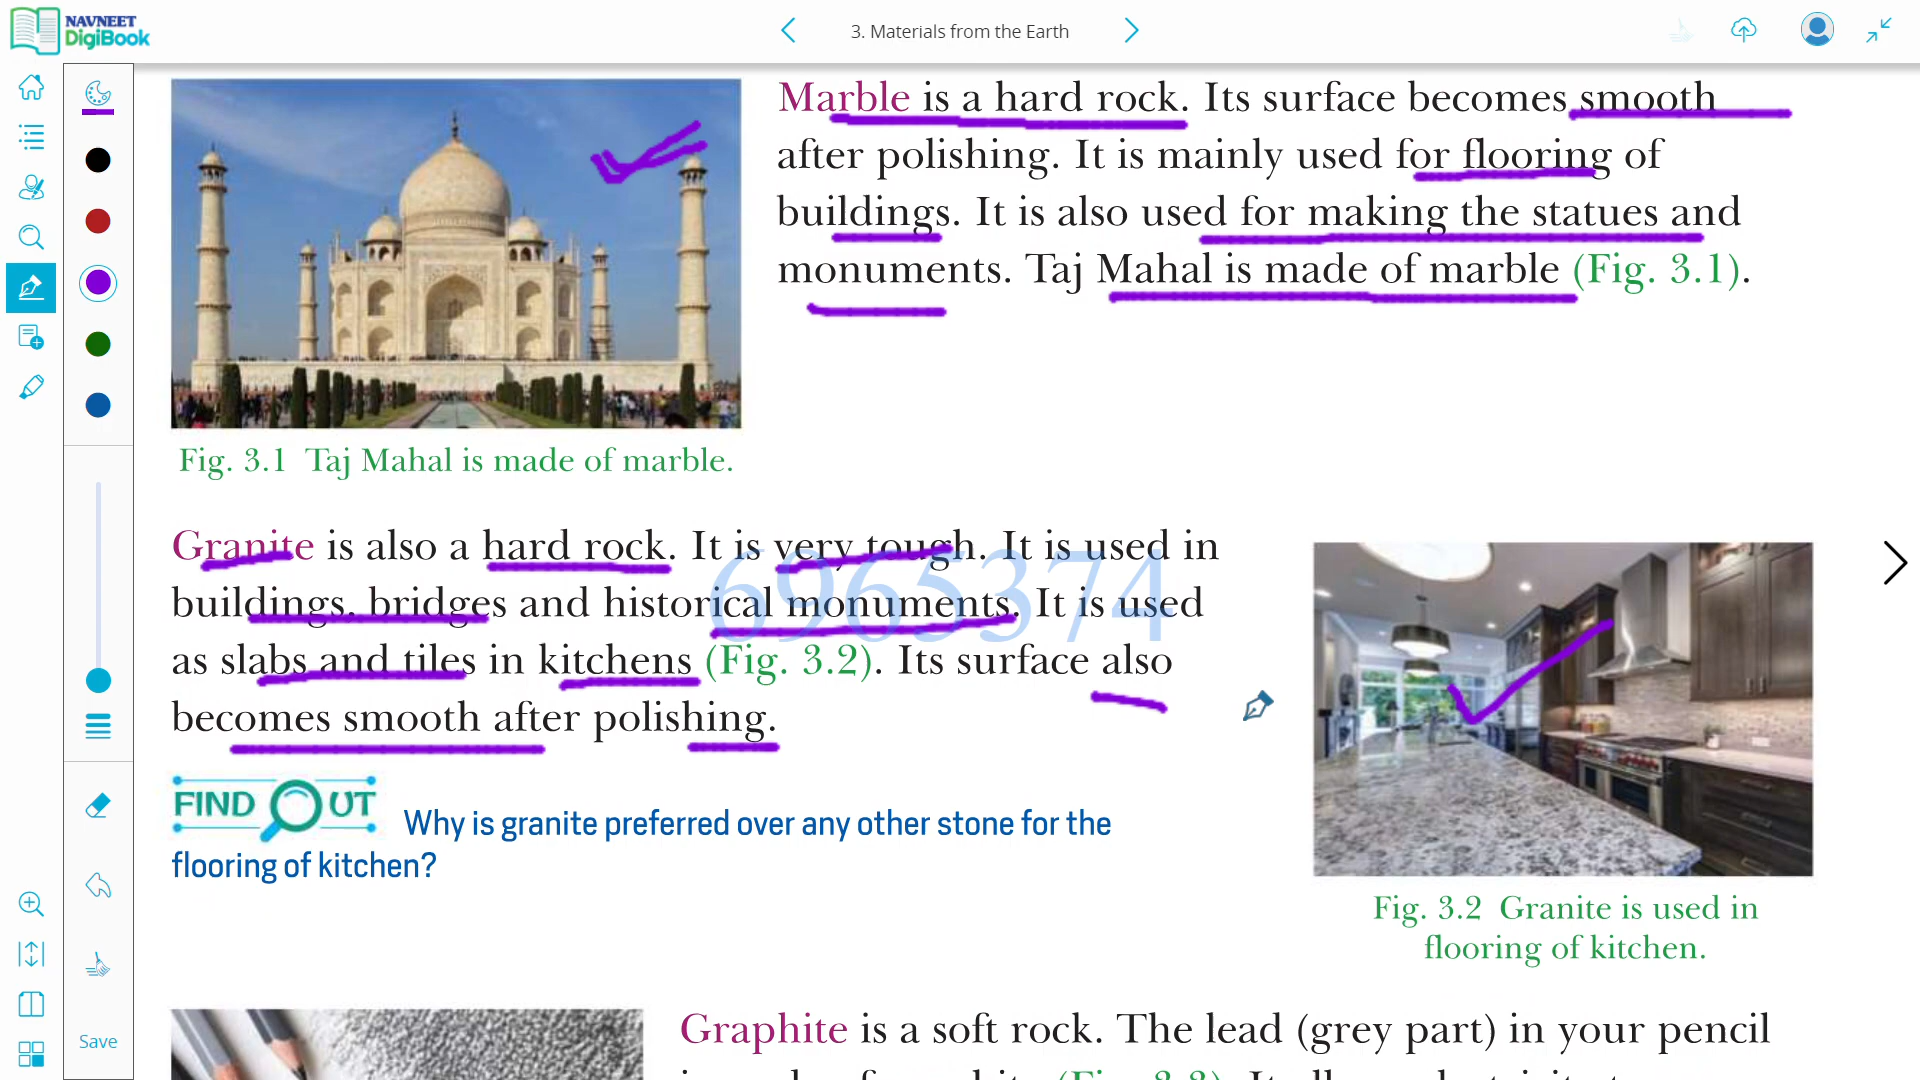 NAVNEET
DigiBook
3. Materials from the Earth
Marble is a hard rock. Its surface becomes smooth
after polishing. It is mainly used for flooring of
buildings. It is also used for making the statues and
monuments. Taj Mahal is made of marble (Fig. 3.1).
Fig. 3.1 Taj Mahal is made of marble.
Granite is also a hard rock. It is very tough. It is used in
buildings, bridges and historical monuments. It is used
as slabs and tiles in kitchens (Fig. 3.2). Its surface also
becomes smooth after polishing.
6965374
FIND OUT Why is granite preferred over any other stone for the
flooring of kitchen?
Fig. 3.2 Granite is used in
flooring of kitchen.
Graphite is a soft rock. The lead (grey part) in your pencil
Save